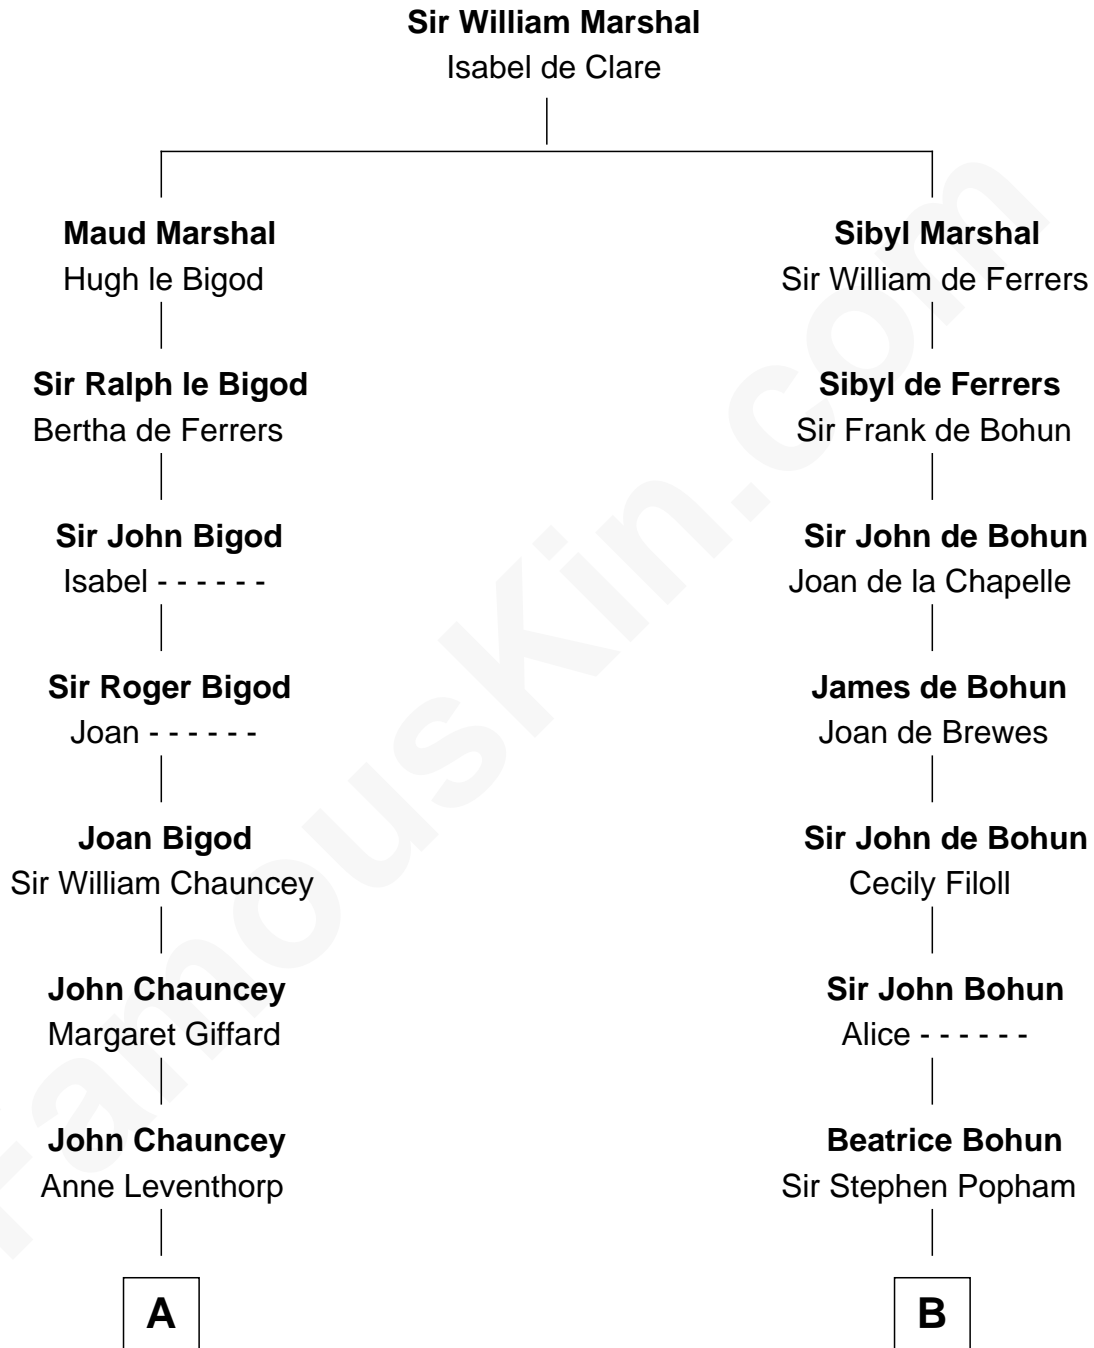 Sir William Marshal
Isabel de Clare
Maud Marshal
Hugh le Bigod
Sibyl Marshal
Sir William de Ferrers
Sir Ralph le Bigod
Bertha de Ferrers
Sibyl de Ferrers
Sir Frank de Bohun
Sir John Bigod
Isabel - - - - - -
Sir John de Bohun
Joan de la Chapelle
Sir Roger Bigod
Joan - - - - - -
James de Bohun
Joan de Brewes
Joan Bigod
Sir William Chauncey
Sir John de Bohun
Cecily Filoll
John Chauncey
Margaret Giffard
Sir John Bohun
Alice - - - - - -
John Chauncey
Anne Leventhorp
Beatrice Bohun
Sir Stephen Popham
A
B
FamousKin.com